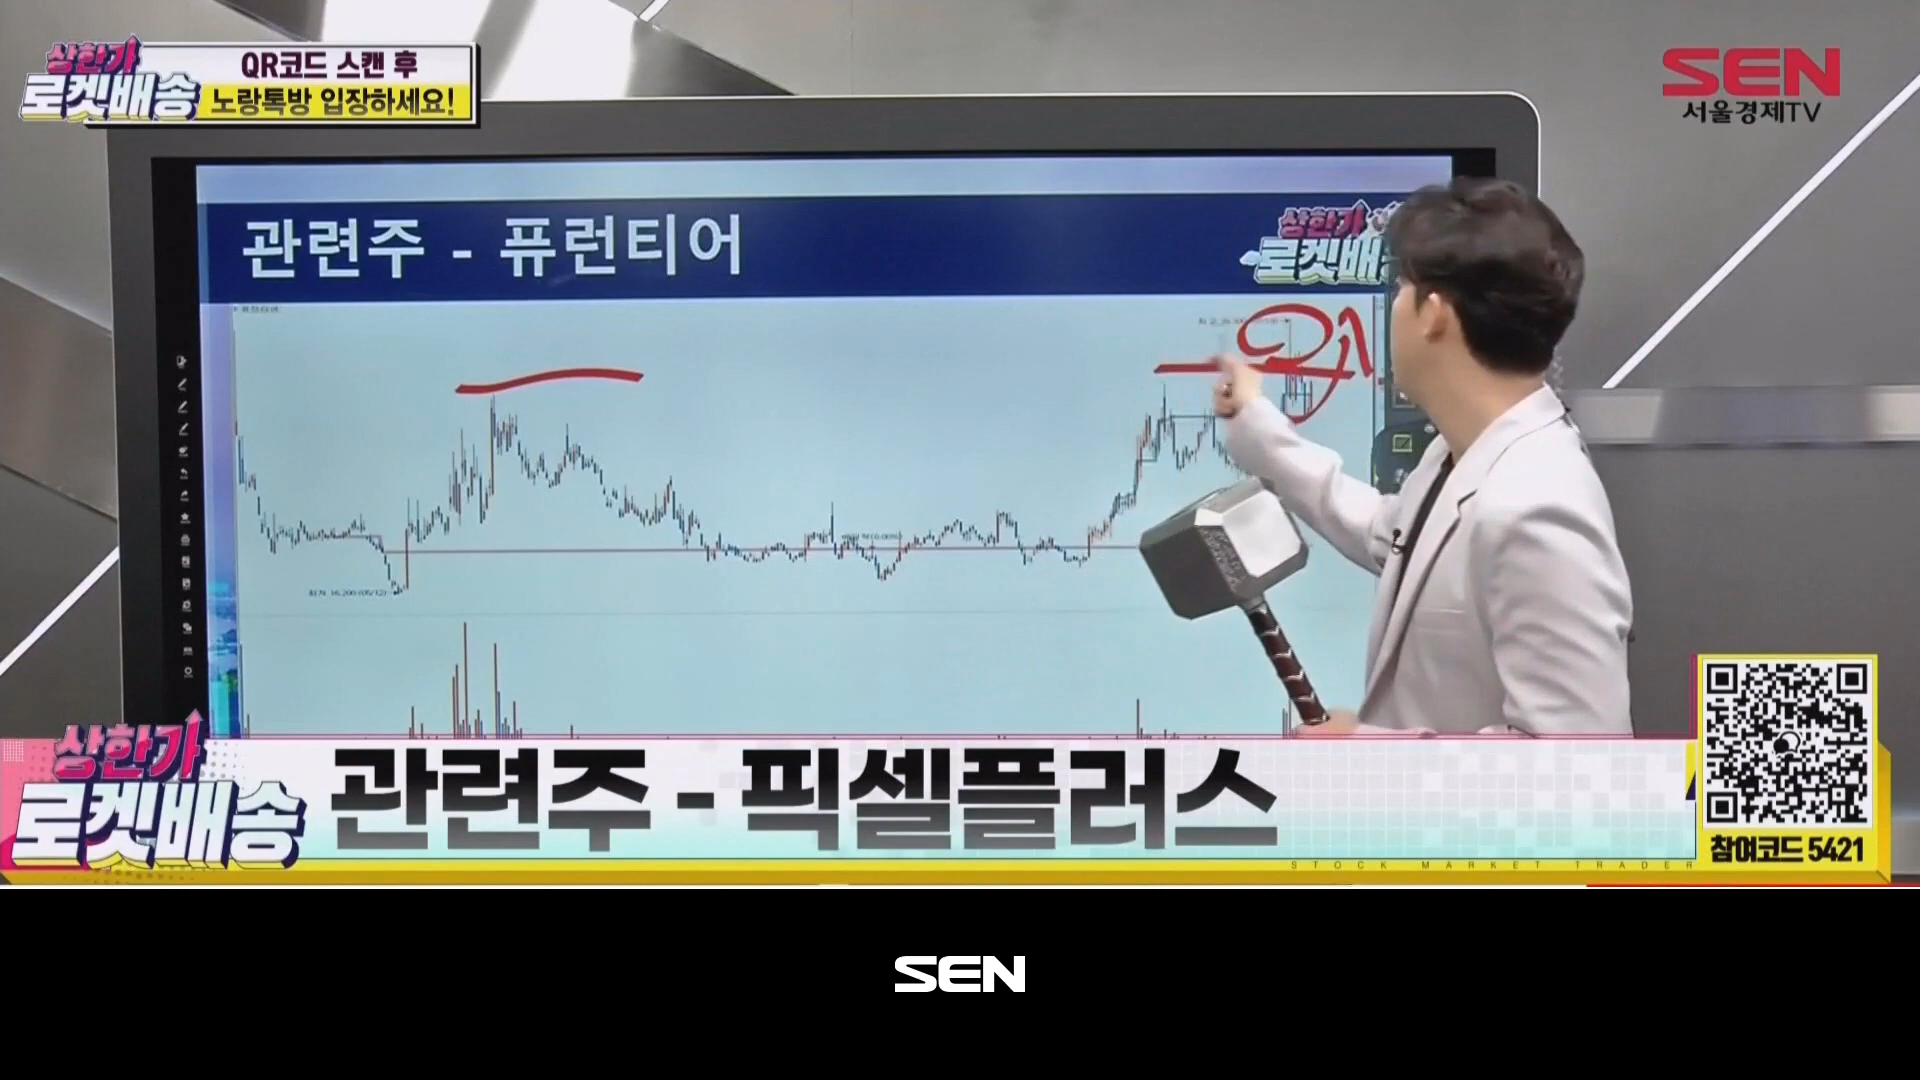 상한가
로켓배송
QR코드 스캔 후
노랑톡방 입장하세요!
SEN
서울경제TV
관련주 - 퓨런티어
상한가
로켓배
상한가
로켓배송
관련주 - 픽셀플러스
STOCK MARKET TRADER
참여코드 5421
SEN